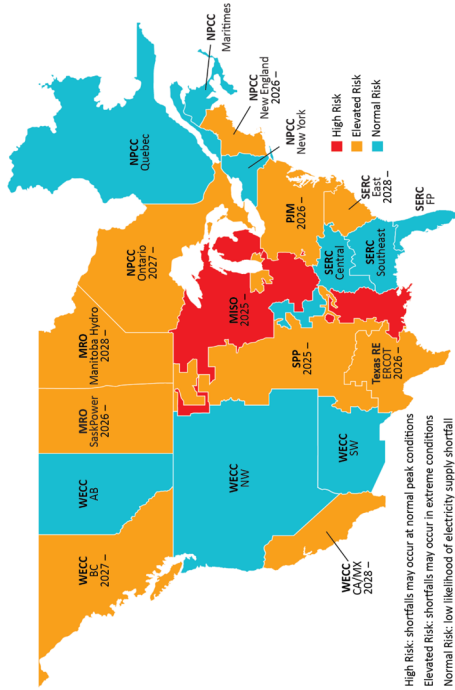 WECC
BC
2027 –
WECC
AB
MRO
SaskPower
2026 –
MRO
Manitoba Hydro
2028 –
NPCC
Ontario
2027 –
NPCC
Quebec
NPCC
Maritimes
NPCC
New England
2026 –
NPCC
New York
WECC
NW
MISO
2025 –
PJM
2026 –
High Risk
Elevated Risk
Normal Risk
WECC
CA/MX
2028 –
WECC
SW
SPP
2025 –
Texas RE
ERCOT
2026 –
SERC
Central
SERC
Southeast
SERC
East
2028 –
SERC
FP
High Risk: shortfalls may occur at normal peak conditions
Elevated Risk: shortfalls may occur in extreme conditions
Normal Risk: low likelihood of electricity supply shortfall